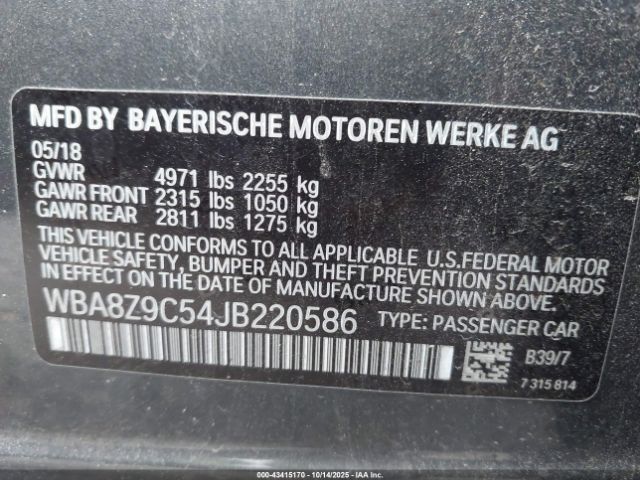 MFD BY BAYERISCHE MOTOREN WERKE AG
05/18
GVWR 4971 lbs 2255 kg
GAWR FRONT 2315 lbs 1050 kg
GAWR REAR 2811 lbs 1275 kg
THIS VEHICLE CONFORMS TO ALL APPLICABLE U.S.FEDERAL MOTOR
VEHICLE SAFETY, BUMPER AND THEFT PREVENTION STANDARDS
IN EFFECT ON THE DATE OF MANUFACTURE SHOWN ABOVE.
WBA8Z9C54JB220586 TYPE: PASSENGER CAR
1 B39/7
7 315 814
000-43415170 - 10/14/2025 - IAA Inc.